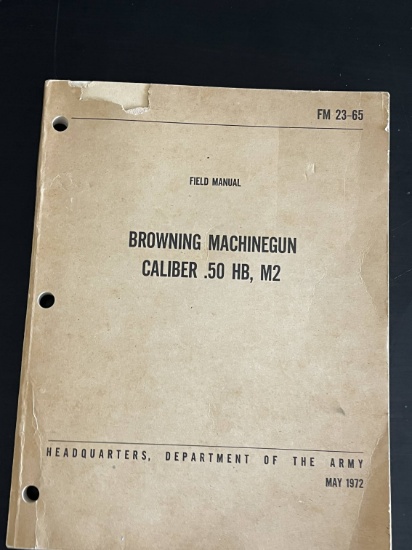 FM 23-65
FIELD MANUAL
BROWNING MACHINEGUN
CALIBER .50 HB, M2
HEADQUARTERS, DEPARTMENT OF THE ARMY
MAY 1972